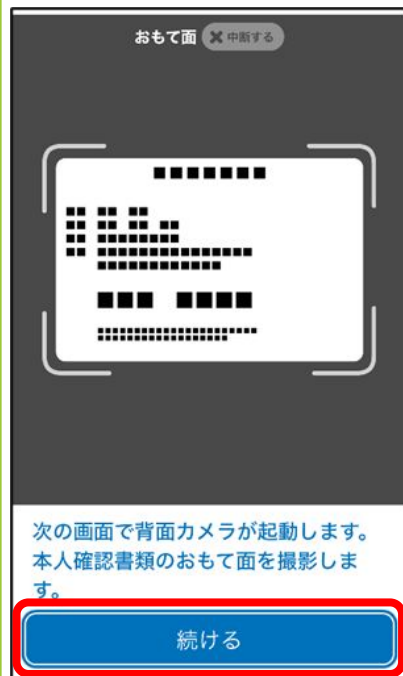 おもて面 ✖ 中断する
次の画面で背面カメラが起動します。
本人確認書類のおもて面を撮影しま
す。
続ける